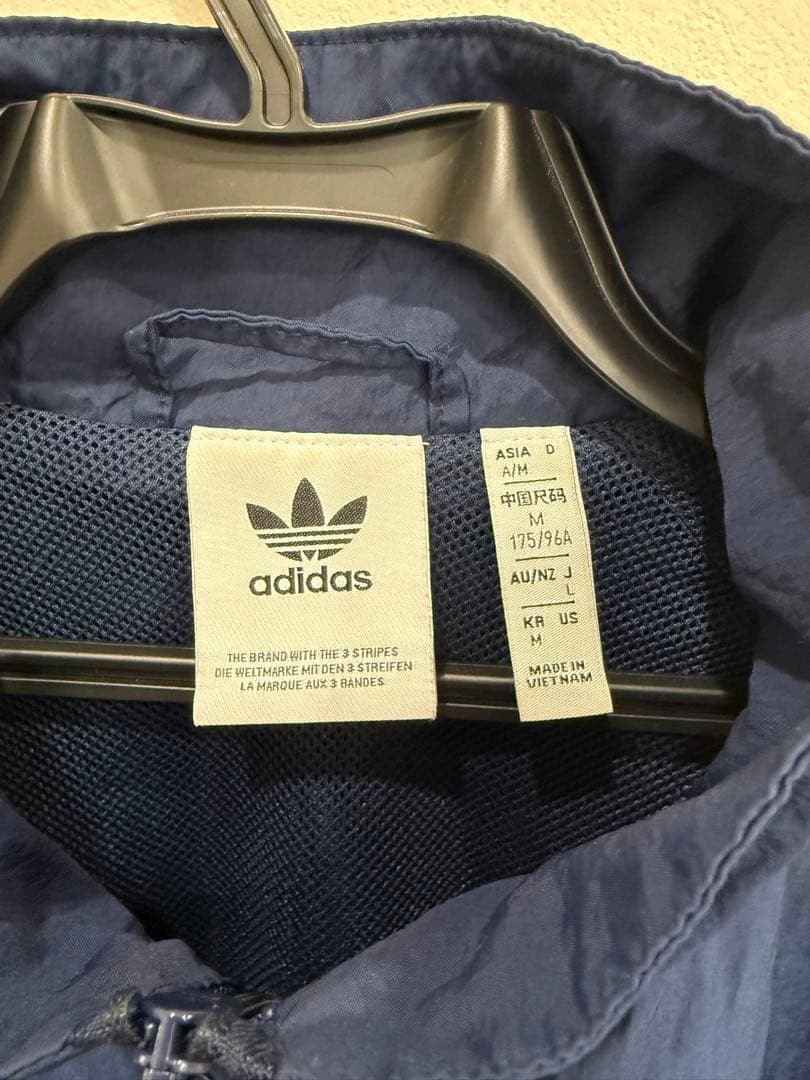 adidas
THE BRAND WITH THE 3 STRIPES
DIE WELTMARKE MIT DEN 3 STREIFEN
LA MARQUE AUX 3 BANDES
ASIA D
A/M
中国尺码
M
175/96A
AU/NZ J
L
KR US
M
MADE IN
VIETNAM